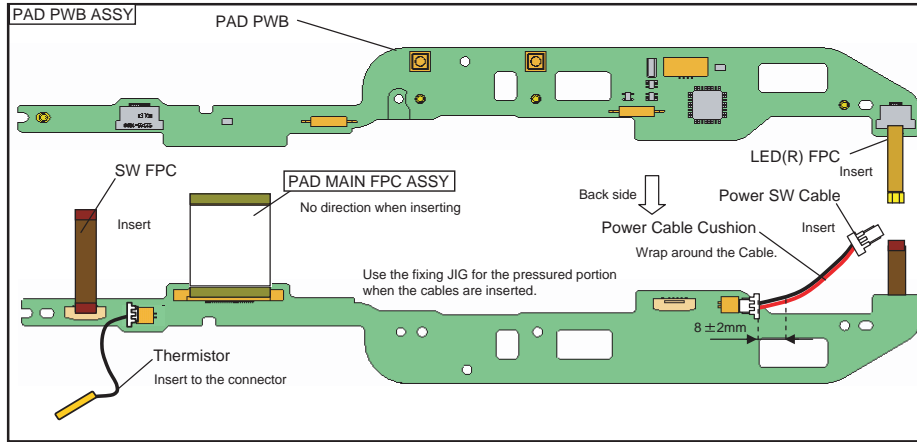 PAD PWB ASSY
PAD PWB
LED(R) FPC
Insert
SW FPC
Insert
PAD MAIN FPC ASSY
No direction when inserting
Back side
Power SW Cable
Insert
Power Cable Cushion
Wrap around the Cable.
Use the fixing JIG for the pressured portion
when the cables are inserted.
8 ±2mm
Thermistor
Insert to the connector